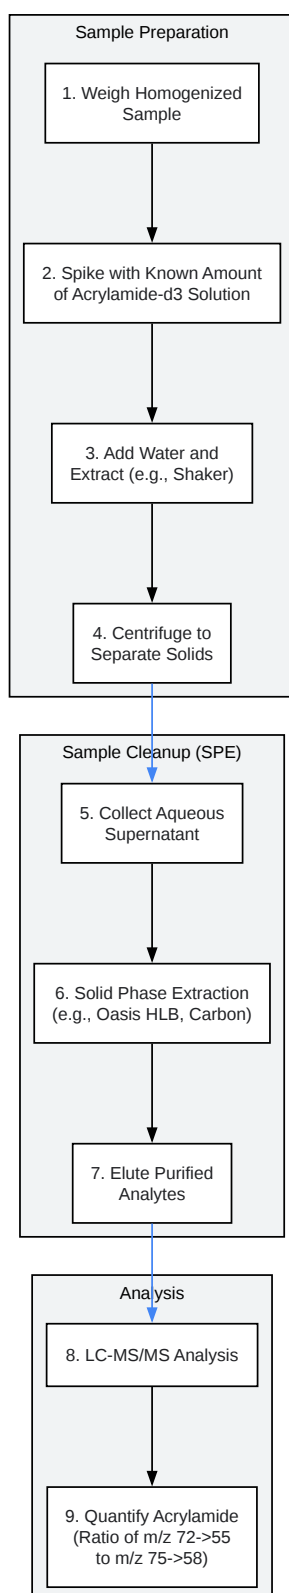 Sample Preparation
1. Weigh Homogenized
Sample
2. Spike with Known Amount
of Acrylamide-d3 Solution
3. Add Water and
Extract (e.g., Shaker)
4. Centrifuge to
Separate Solids
Sample Cleanup (SPE)
5. Collect Aqueous
Supernatant
6. Solid Phase Extraction
(e.g., Oasis HLB, Carbon)
7. Elute Purified
Analytes
Analysis
8. LC-MS/MS Analysis
9. Quantify Acrylamide
(Ratio of m/z 72->55
to m/z 75->58)